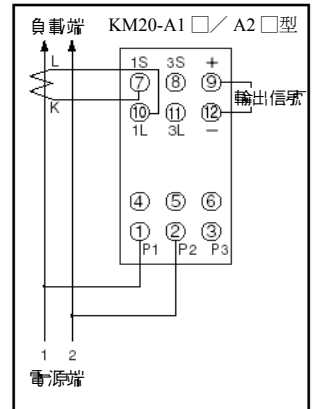 負載端 KM20-A1 □／ A2 □型
L 1S 3S +
⑦ ⑧ ⑨
輸出信號
K ⑩ ⑪ ⑫
1L 3L −
④ ⑤ ⑥
① ② ③
P1 P2 P3
1 2
電源端